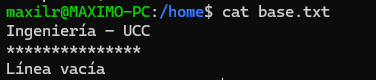 maxilr@MAXIMO-PC:/home$ cat base.txt
Ingeniería - UCC
***************
Línea vacía